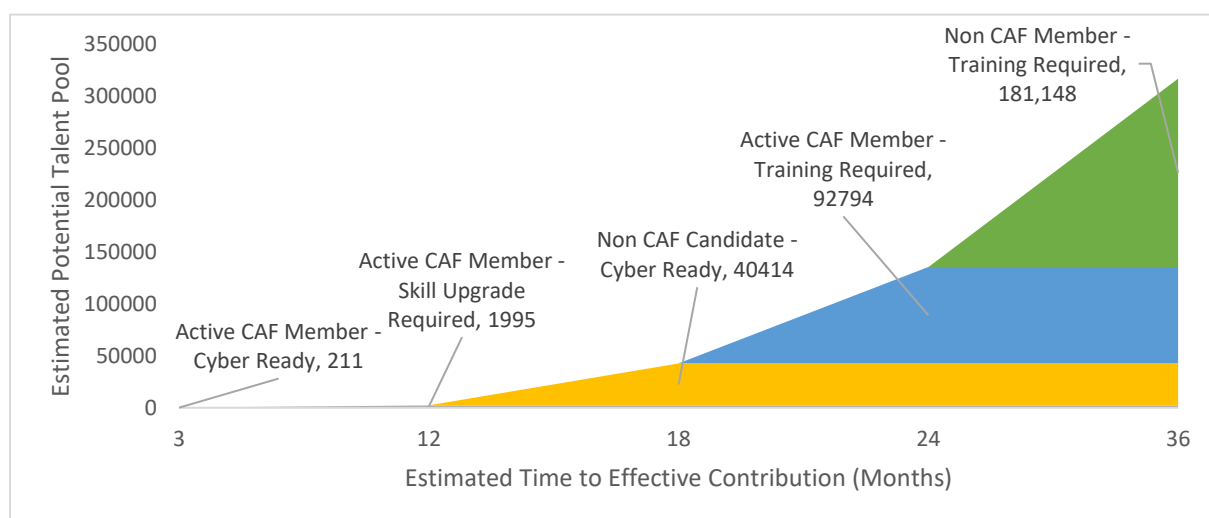 350000
300000
250000
200000
150000
100000
50000
0
Estimated Potential Talent Pool
Non CAF Member -
Training Required,
181,148
Active CAF Member -
Training Required,
92794
Non CAF Candidate -
Cyber Ready, 40414
Active CAF Member -
Skill Upgrade
Required, 1995
Active CAF Member -
Cyber Ready, 211
3 12 18 24 36
Estimated Time to Effective Contribution (Months)